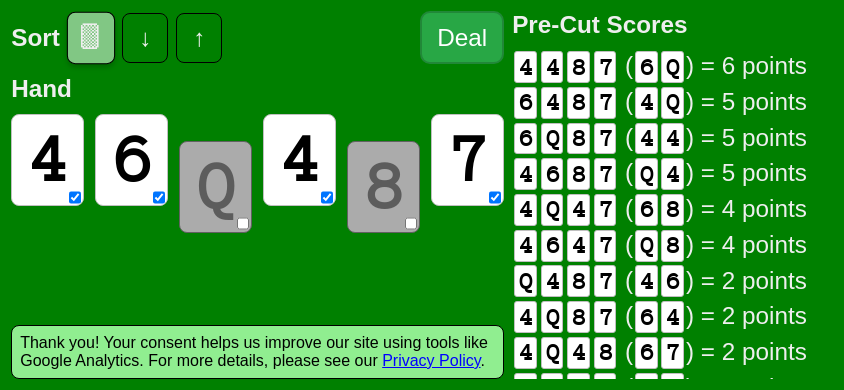 Sort ↓ ↑ Deal
Hand
4 6 Q 4 8 7
Thank you! Your consent helps us improve our site using tools like
Google Analytics. For more details, please see our Privacy Policy.
Pre-Cut Scores
4 4 8 7 (6 Q) = 6 points
6 4 8 7 (4 Q) = 5 points
6 Q 8 7 (4 4) = 5 points
4 6 8 7 (Q 4) = 5 points
4 Q 4 7 (6 8) = 4 points
4 6 4 7 (Q 8) = 4 points
Q 4 8 7 (4 6) = 2 points
4 Q 8 7 (6 4) = 2 points
4 Q 4 8 (6 7) = 2 points